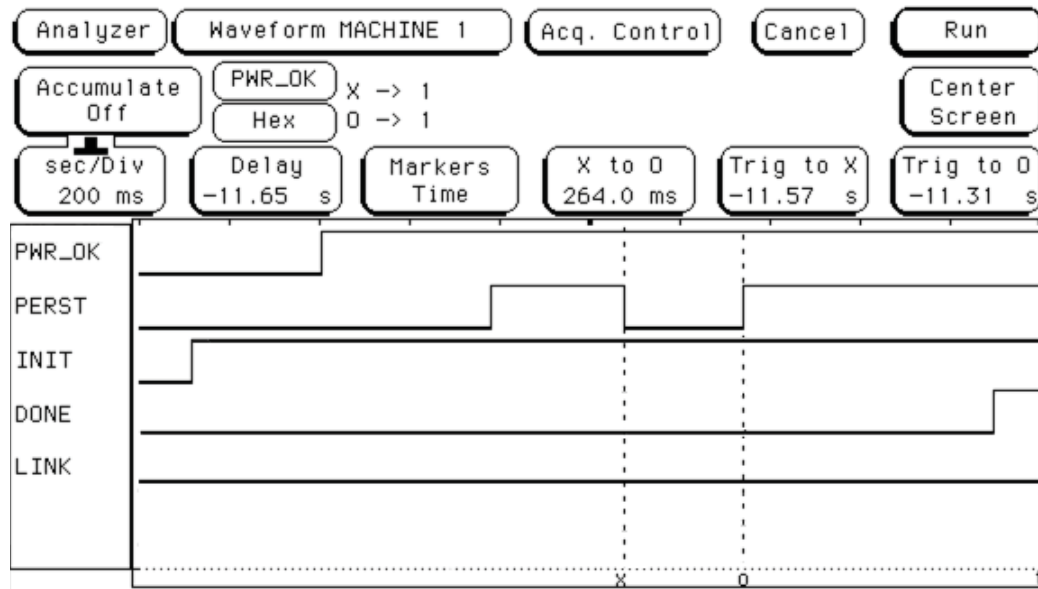 Analyzer Waveform MACHINE 1 Acq. Control Cancel Run
Accumulate Off PWR_OK X -> 1 Center Screen
Hex O -> 1
sec/Div Delay Markers X to O Trig to X Trig to O
200 ms -11.65 s Time 264.0 ms -11.57 s -11.31 s
PWR_OK
PERST
INIT
DONE
LINK
X O